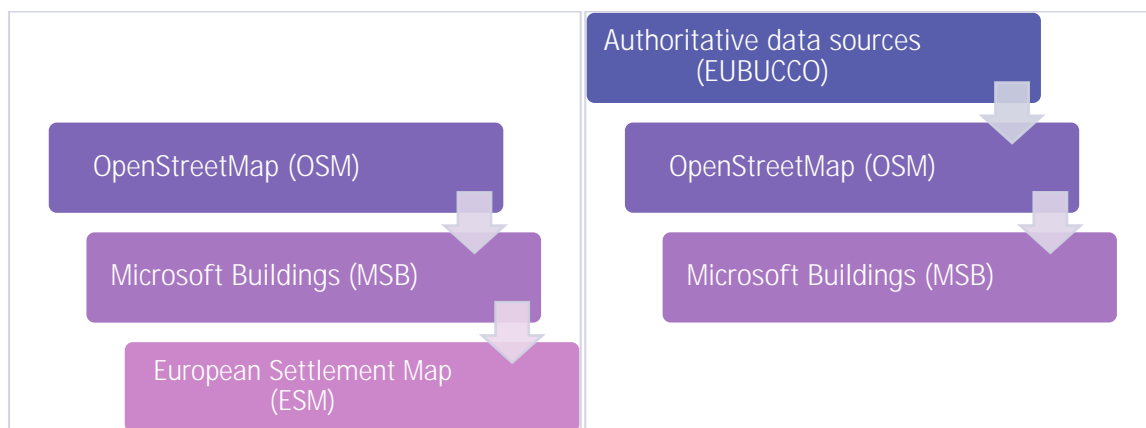 OpenStreetMap (OSM)
Microsoft Buildings (MSB)
European Settlement Map
(ESM)
Authoritative data sources
(EUBUCCO)
OpenStreetMap (OSM)
Microsoft Buildings (MSB)